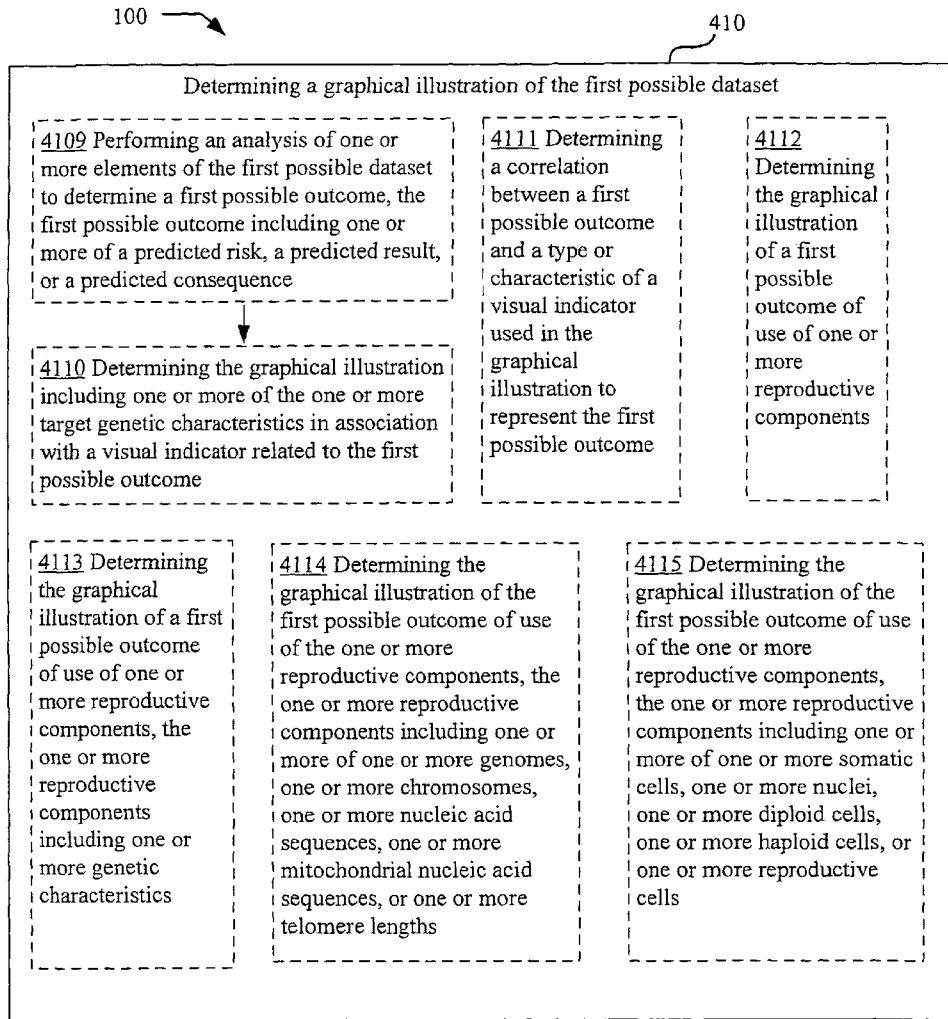 100
410
Determining a graphical illustration of the first possible dataset
4109 Performing an analysis of one or
more elements of the first possible dataset
to determine a first possible outcome, the
first possible outcome including one or
more of a predicted risk, a predicted result,
or a predicted consequence
4110 Determining the graphical illustration
including one or more of the one or more
target genetic characteristics in association
with a visual indicator related to the first
possible outcome
4111 Determining
a correlation
between a first
possible outcome
and a type or
characteristic of a
visual indicator
used in the
graphical
illustration to
represent the first
possible outcome
4112
Determining
the graphical
illustration
of a first
possible
outcome of
use of one or
more
reproductive
components
4113 Determining
the graphical
illustration of a first
possible outcome
of use of one or
more reproductive
components, the
one or more
reproductive
components
including one or
more genetic
characteristics
4114 Determining the
graphical illustration of the
first possible outcome of use
of the one or more
reproductive components, the
one or more reproductive
components including one or
more of one or more genomes,
one or more chromosomes,
one or more nucleic acid
sequences, one or more
mitochondrial nucleic acid
sequences, or one or more
telomere lengths
4115 Determining the
graphical illustration of the
first possible outcome of use
of the one or more
reproductive components,
the one or more reproductive
components including one or
more of one or more somatic
cells, one or more nuclei,
one or more diploid cells,
one or more haploid cells, or
one or more reproductive
cells